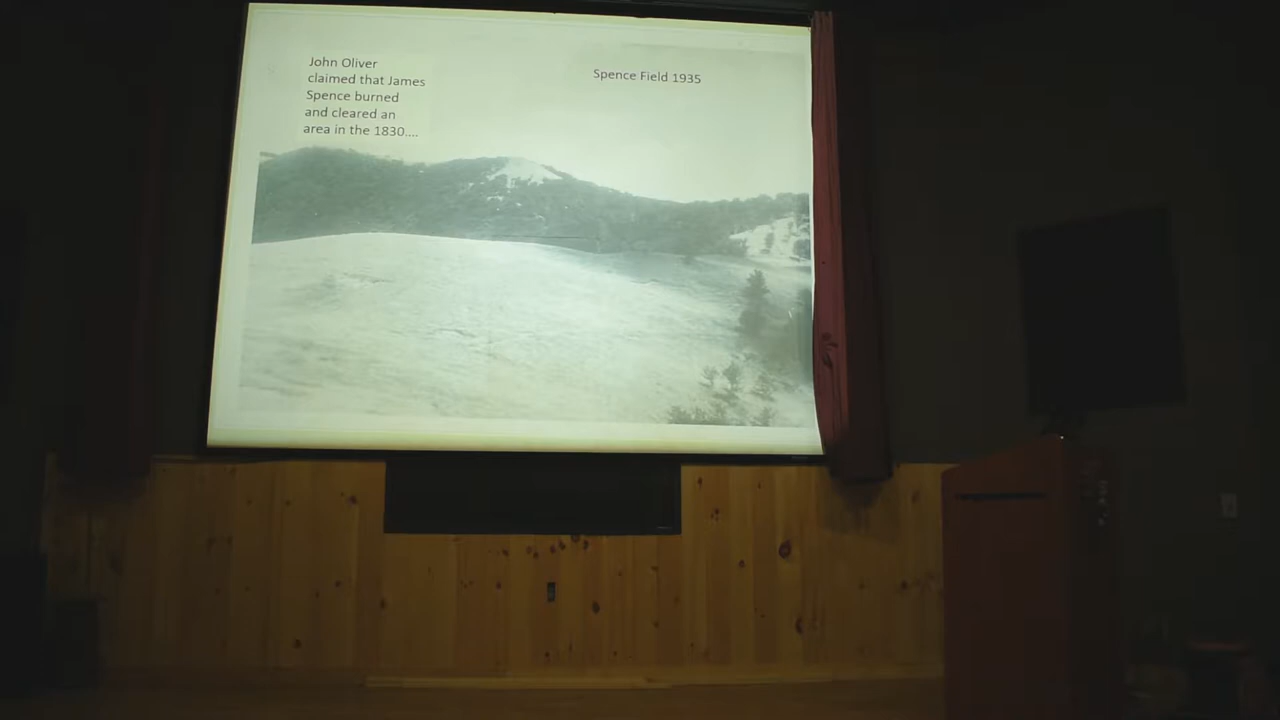 John Oliver
claimed that James
Spence burned
and cleared an
area in the 1830....
Spence Field 1935